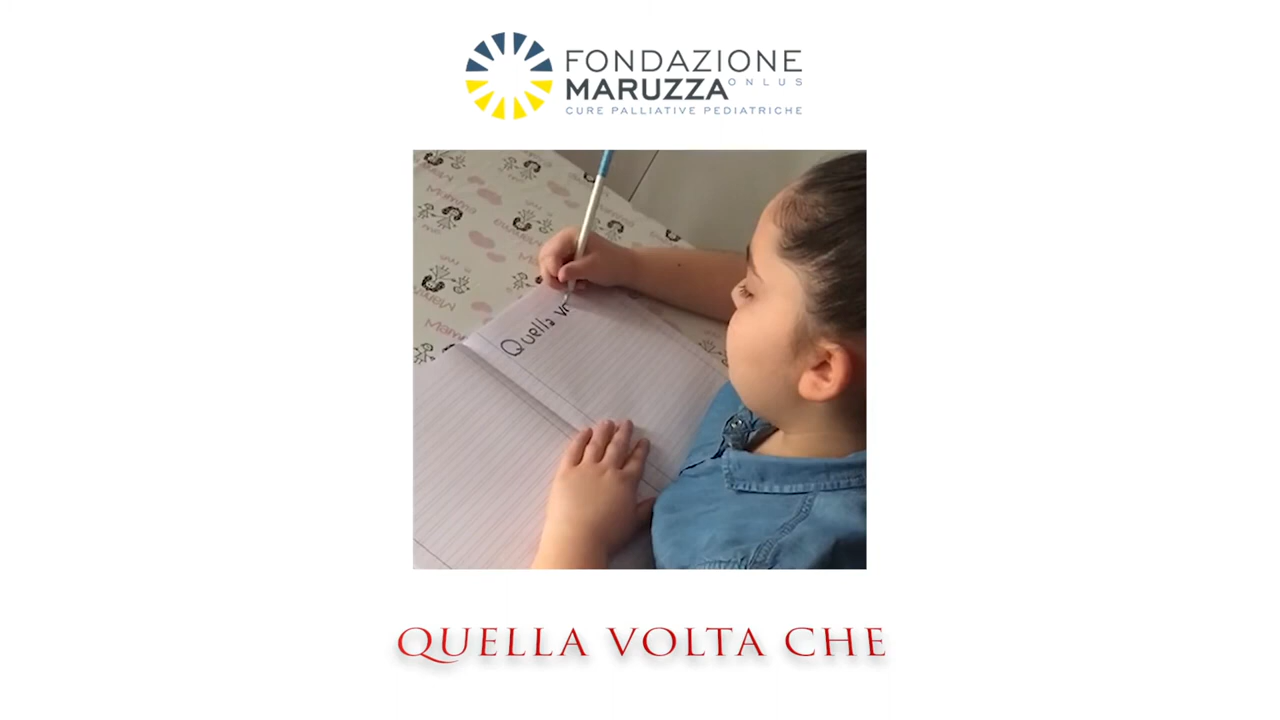 FONDAZIONE
MARUZZA ONLUS
CURE PALLIATIVE PEDIATRICHE
Quella vo
QUELLA VOLTA CHE